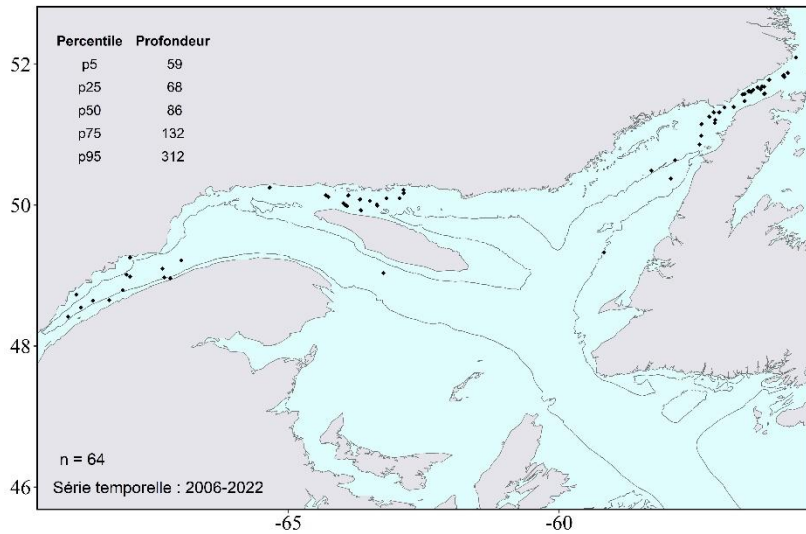 Percentile Profondeur
p5 59
p25 68
p50 86
p75 132
p95 312
52
50
48
46
n = 64
Série temporelle : 2006-2022
-65 -60